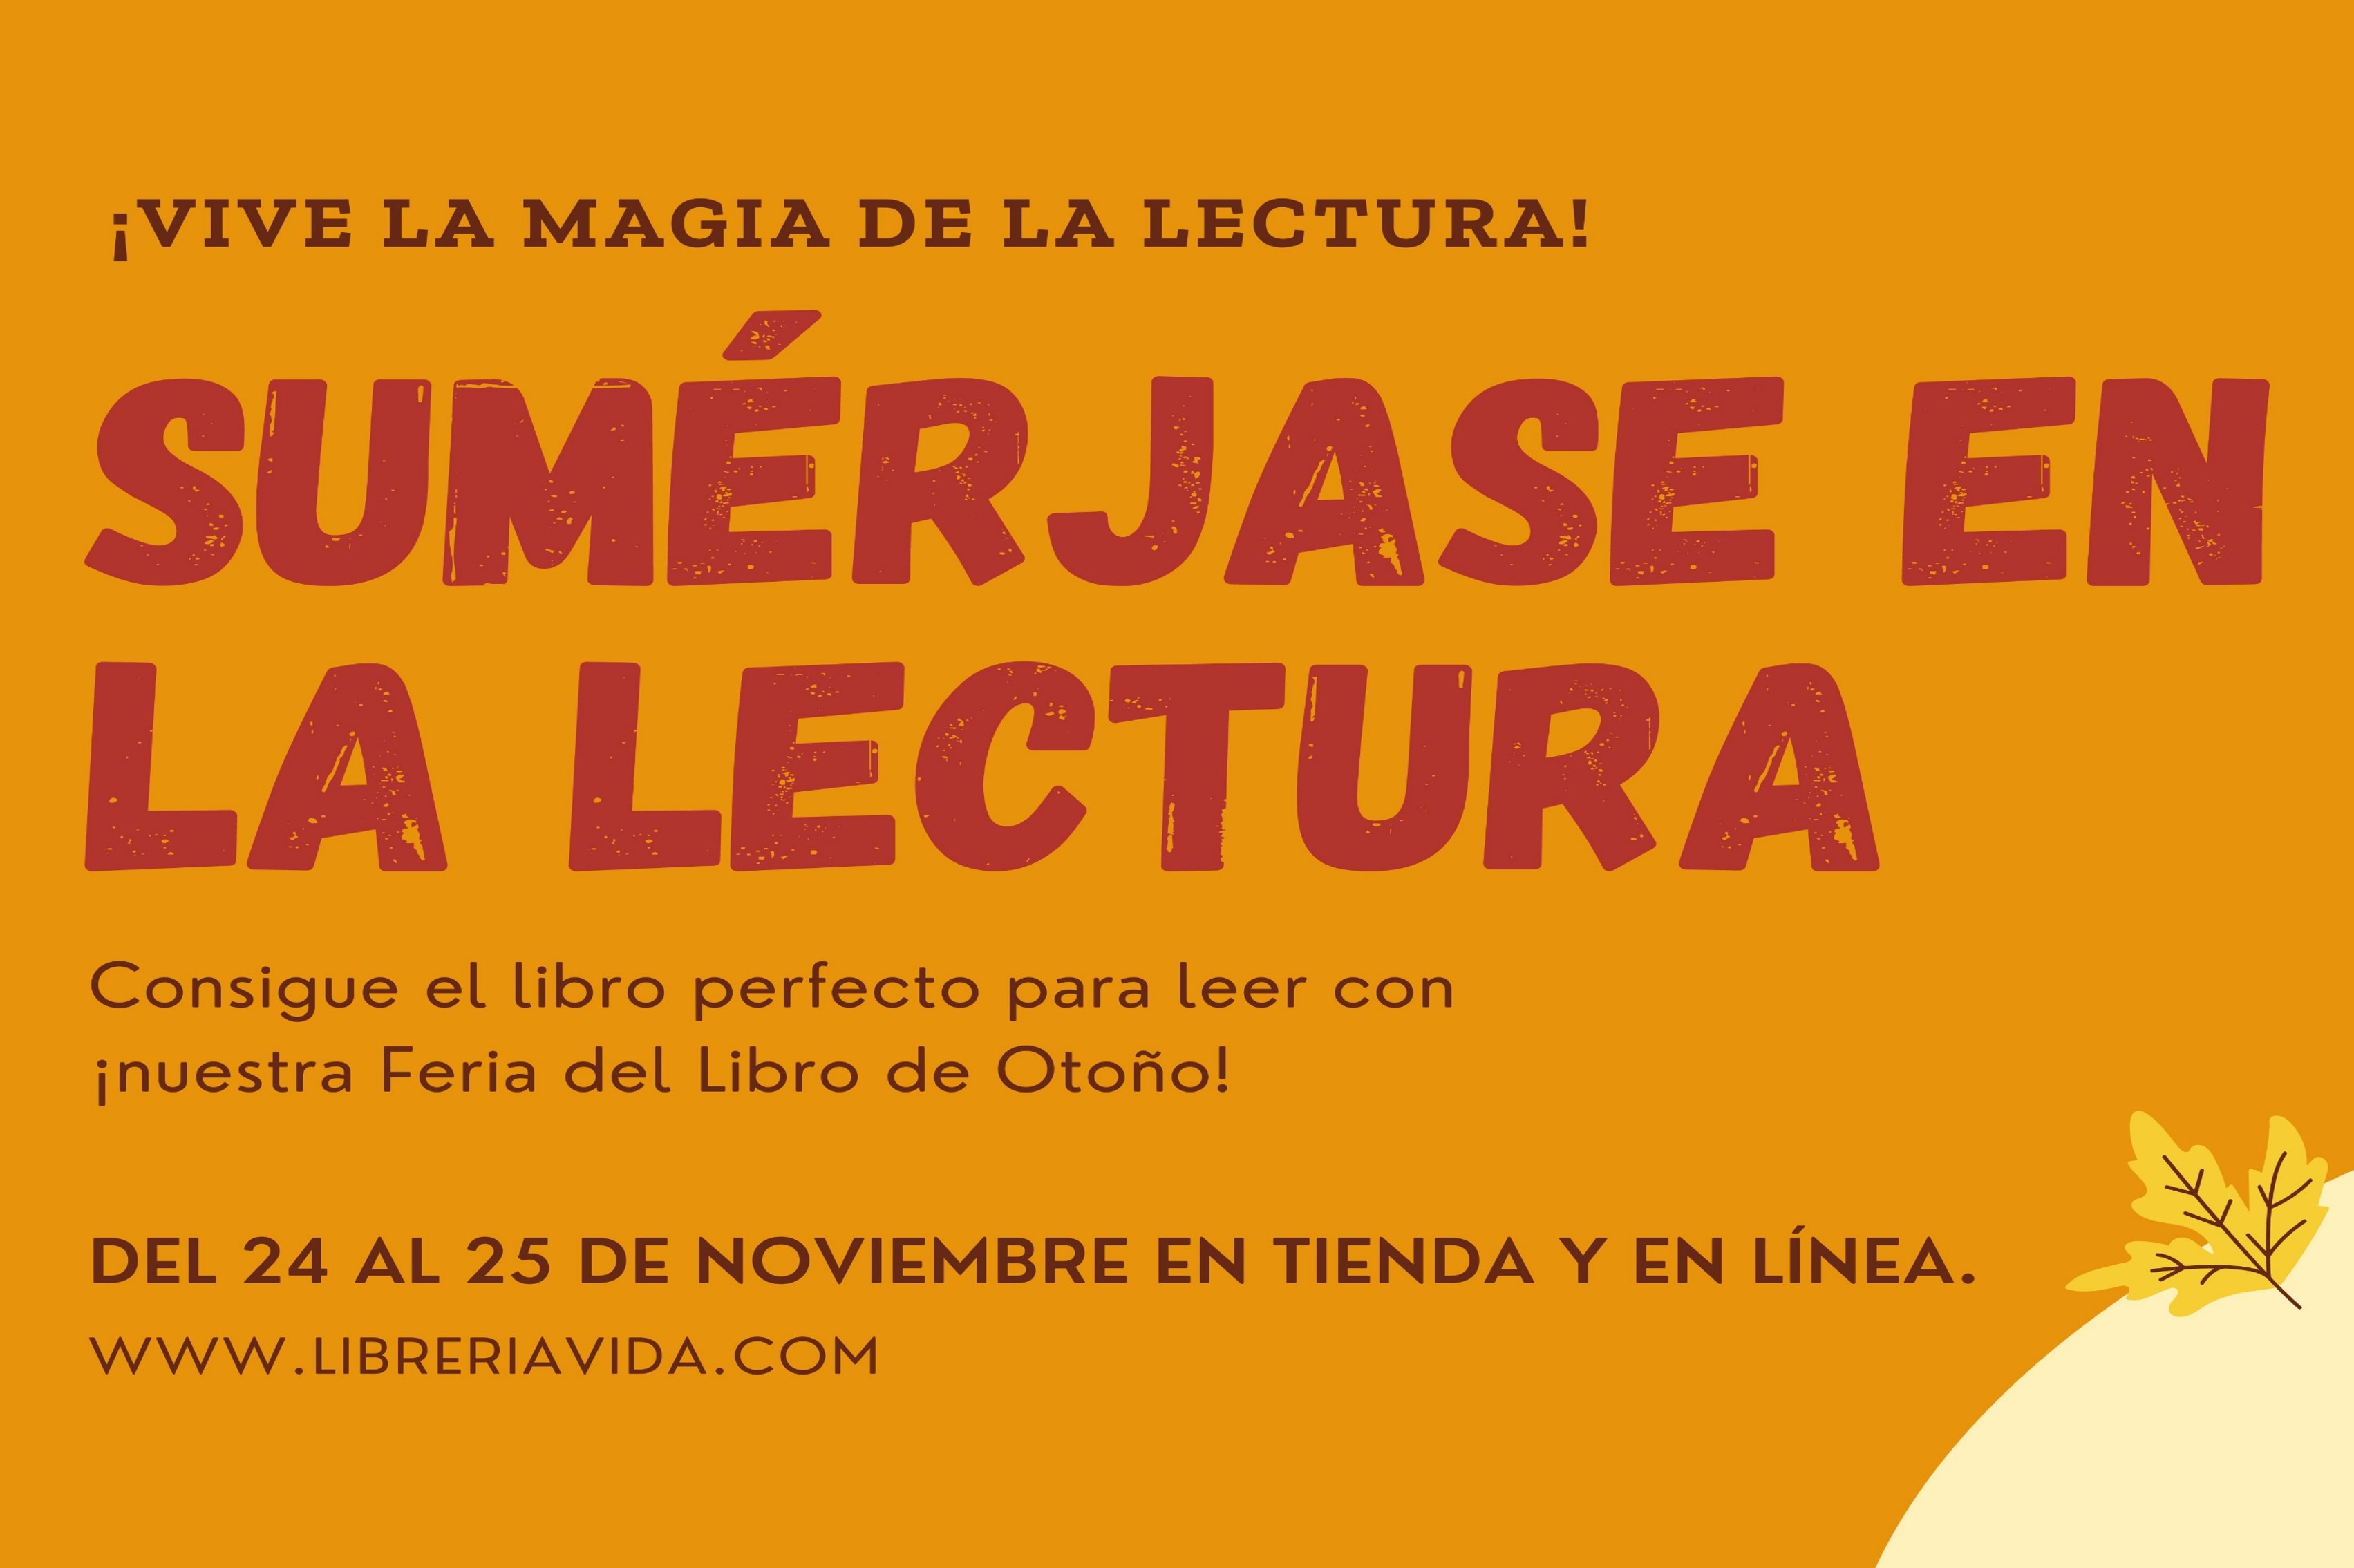 ¡VIVE LA MAGIA DE LA LECTURA!
SUMÉRJASE EN
LA LECTURA
Consigue el libro perfecto para leer con
¡nuestra Feria del Libro de Otoño!
DEL 24 AL 25 DE NOVIEMBRE EN TIENDA Y EN LÍNEA.
WWW.LIBRERIAVIDA.COM